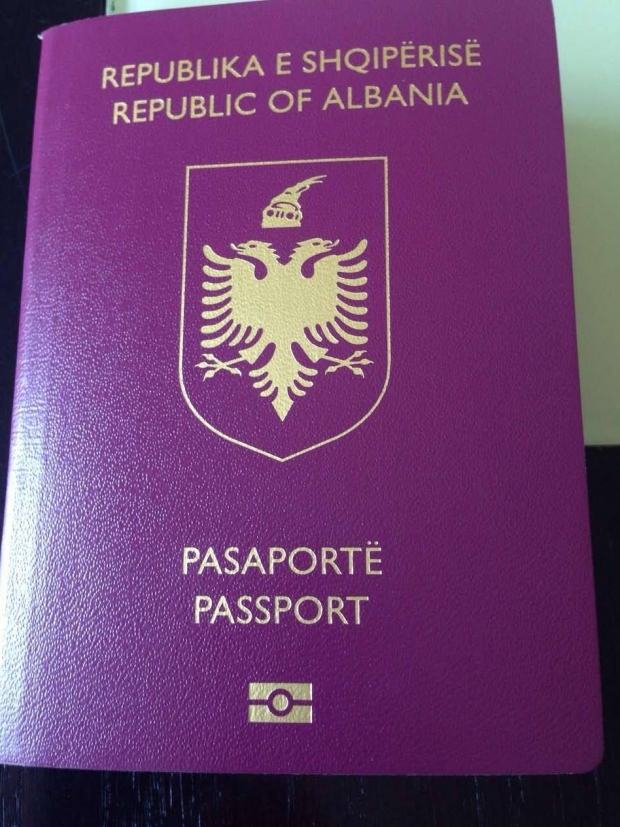 REPUBLIKA E SHQIPËRISË
REPUBLIC OF ALBANIA
PASAPORTË
PASSPORT